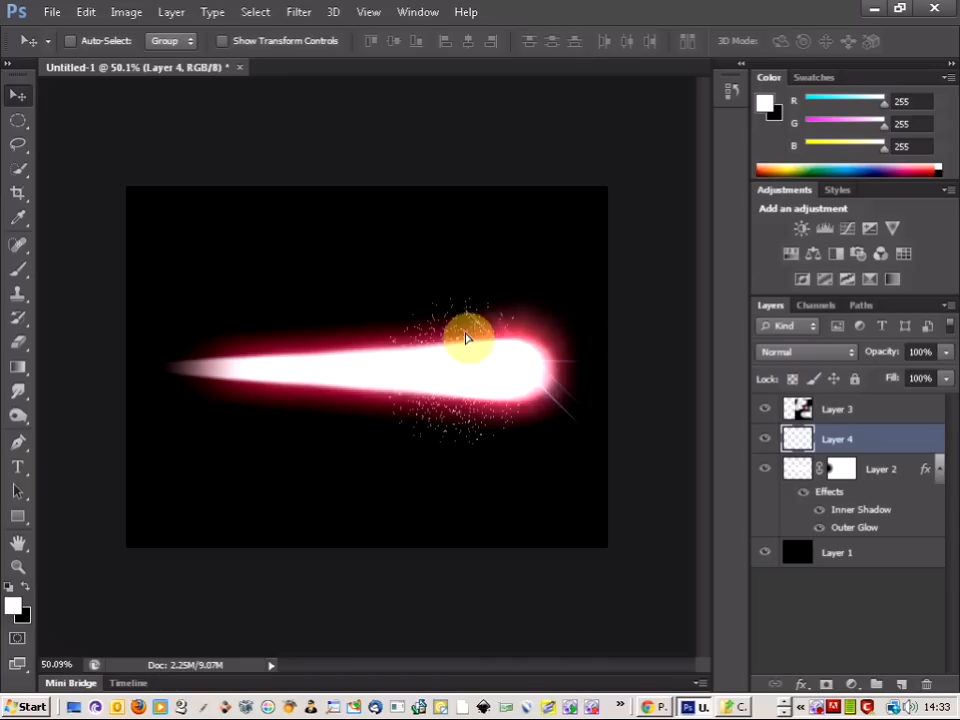 Ps File Edit Image Layer Type Select Filter 3D View Window Help
Auto-Select: Group Show Transform Controls 3D Mode:
Untitled-1 @ 50.1% (Layer 4, RGB/8) * ×
Color Swatches
R 255
G 255
B 255
Adjustments Styles
Add an adjustment
Layers Channels Paths
Kind
Normal Opacity: 100%
Lock: Fill: 100%
Layer 3
Layer 4
Layer 2 fx
Effects
Inner Shadow
Outer Glow
Layer 1
50.09% Doc: 2.25M/9.07M
Mini Bridge Timeline
Start P. Ps U. C. 14:33